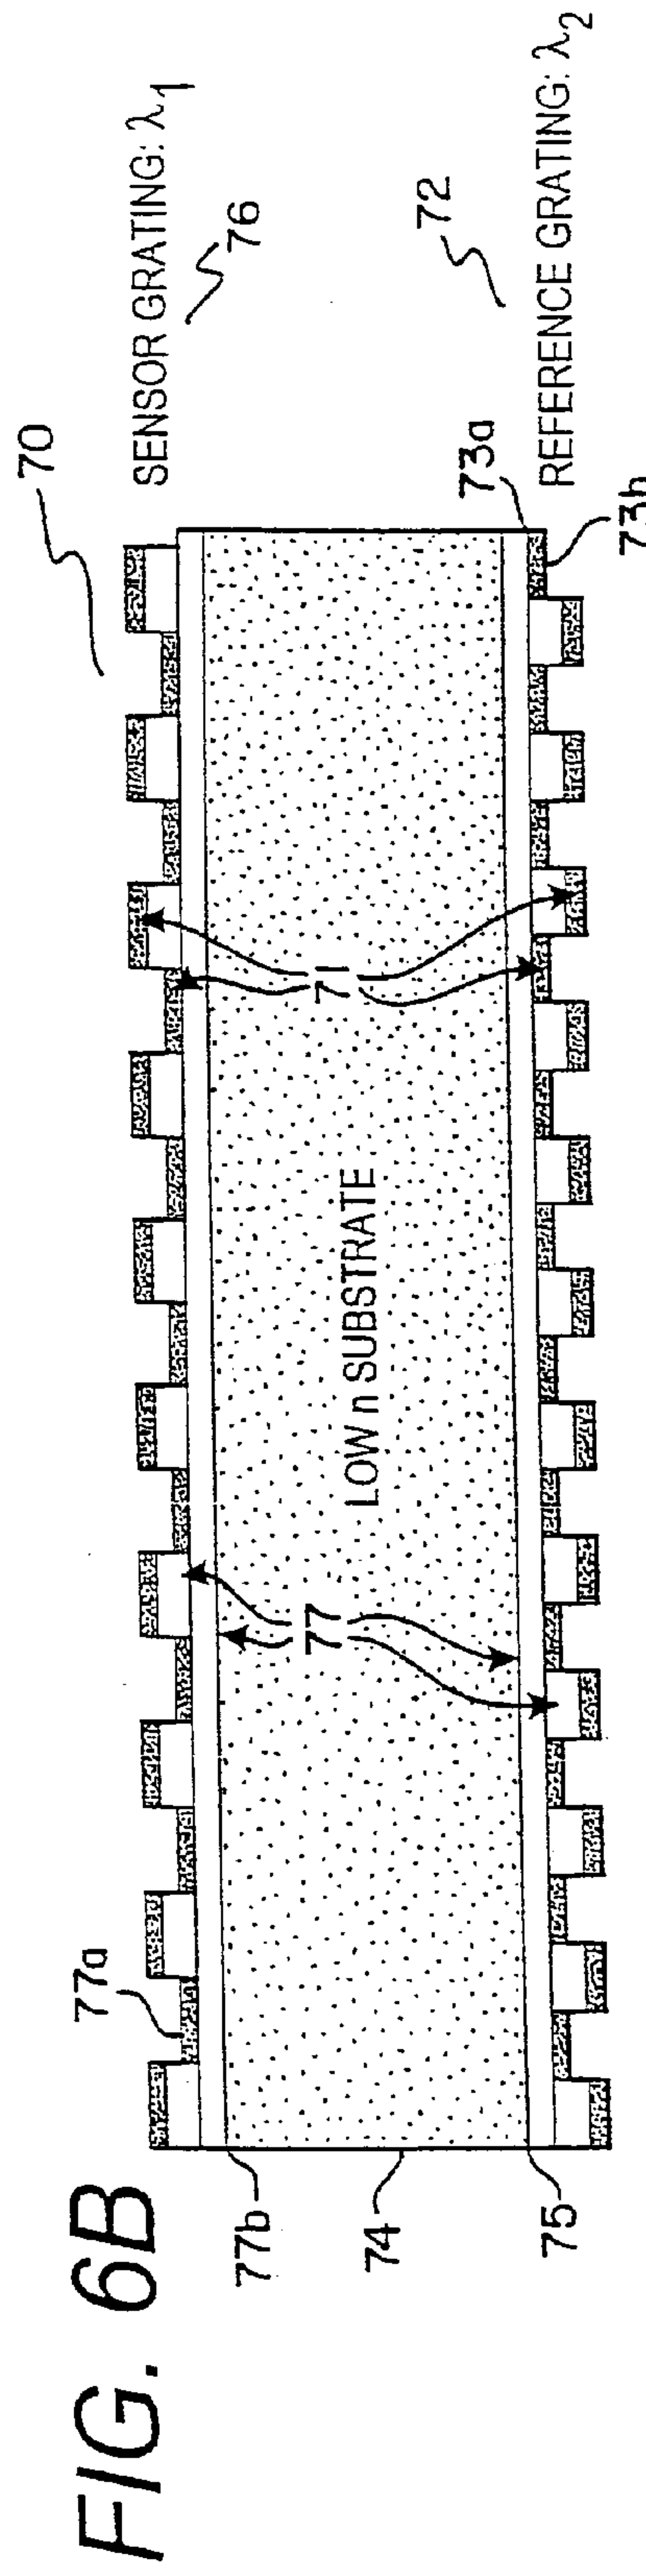 FIG. 6B
70
SENSOR GRATING: λ1
76
77a
77b
71
77
LOW n SUBSTRATE
74
72
73a
75
REFERENCE GRATING: λ2
73b